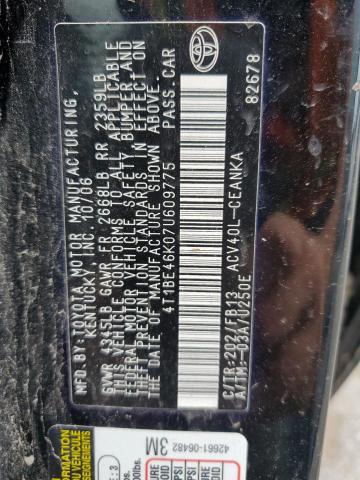 MFD. BY: TOYOTA MOTOR MANUFACTURING,
KENTUCKY, INC. 10/06
GVWR 4345LB GAWR FR 2668LB RR 2359LB
THIS VEHICLE CONFORMS TO ALL APPLICABLE
FEDERAL MOTOR VEHICLE SAFETY, BUMPER, AND
THEFT PREVENTION STANDARDS IN EFFECT ON
THE DATE OF MANUFACTURE SHOWN ABOVE.
4T1BE46K07U609775 PASS. CAR
C/TR:202/FB13 ACV40L-CEANKA
A/TM:-03A/U250E 82678
42661-06482
3M